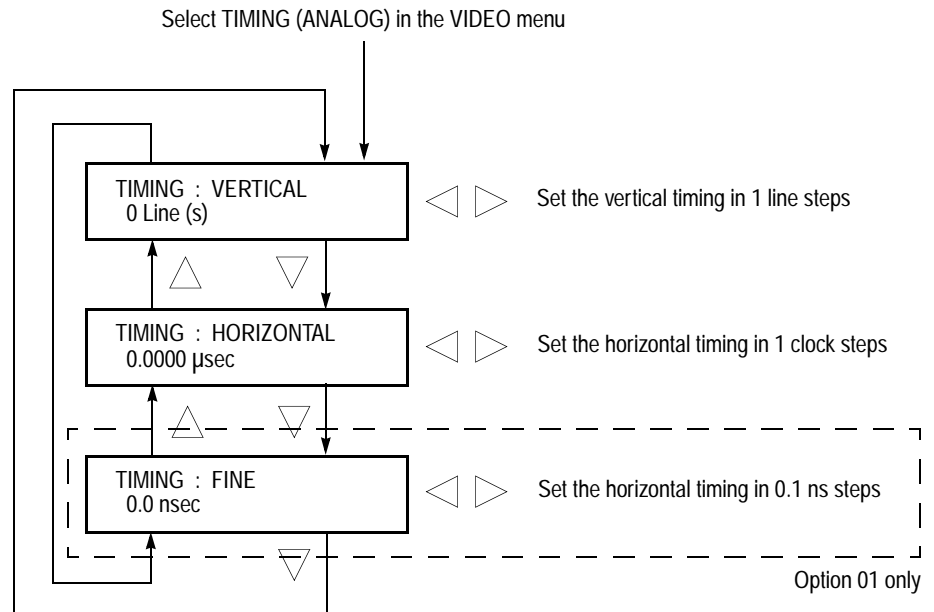 Select TIMING (ANALOG) in the VIDEO menu
TIMING : VERTICAL
0 Line (s)
Set the vertical timing in 1 line steps
TIMING : HORIZONTAL
0.0000 µsec
Set the horizontal timing in 1 clock steps
TIMING : FINE
0.0 nsec
Set the horizontal timing in 0.1 ns steps
Option 01 only